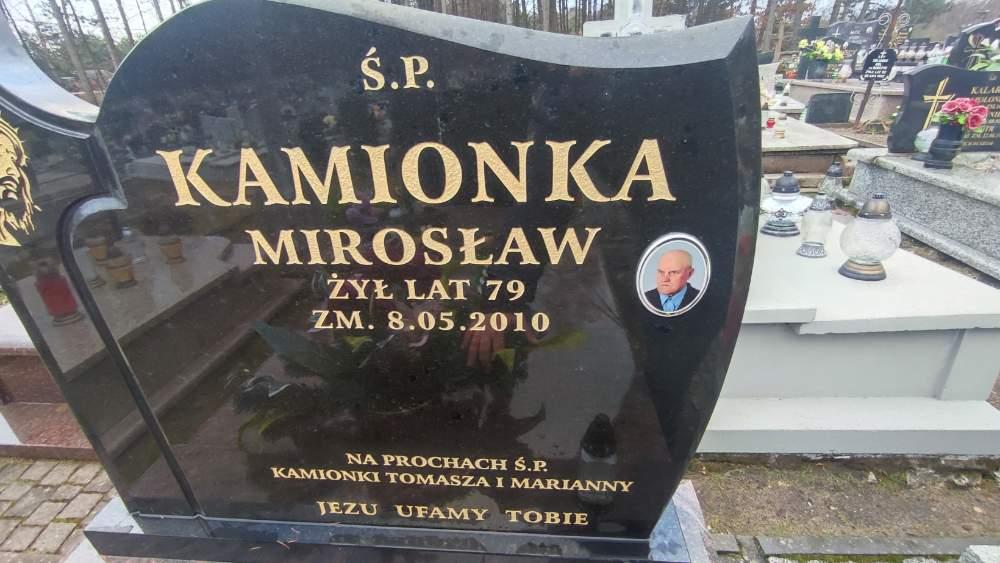 Ś.P.
KAMIONKA
MIROSŁAW
ŻYŁ LAT 79
ZM. 8.05.2010
NA PROCHACH Ś.P.
KAMIONKI TOMASZA I MARIANNY
JEZU UFAMY TOBIE